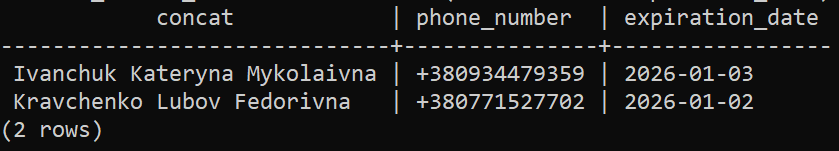 concat | phone_number | expiration_date
------------------------------+---------------+-----------------
Ivanchuk Kateryna Mykolaivna | +380934479359 | 2026-01-03
Kravchenko Lubov Fedorivna | +380771527702 | 2026-01-02
(2 rows)